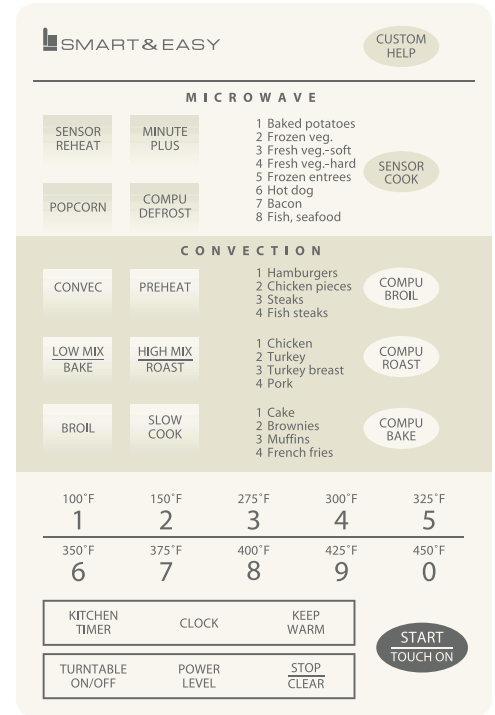 SMART & EASY
CUSTOM
HELP
MICROWAVE
SENSOR
REHEAT
MINUTE
PLUS
POPCORN
COMPU
DEFROST
1 Baked potatoes
2 Frozen veg.
3 Fresh veg.-soft
4 Fresh veg.-hard
5 Frozen entrees
6 Hot dog
7 Bacon
8 Fish, seafood
SENSOR
COOK
CONVECTION
CONVEC
PREHEAT
1 Hamburgers
2 Chicken pieces
3 Steaks
4 Fish steaks
COMPU
BROIL
LOW MIX
BAKE
HIGH MIX
ROAST
1 Chicken
2 Turkey
3 Turkey breast
4 Pork
COMPU
ROAST
BROIL
SLOW
COOK
1 Cake
2 Brownies
3 Muffins
4 French fries
COMPU
BAKE
100˚F 150˚F 275˚F 300˚F 325˚F
1 2 3 4 5
350˚F 375˚F 400˚F 425˚F 450˚F
6 7 8 9 0
KITCHEN
TIMER
CLOCK
KEEP
WARM
TURNTABLE
ON/OFF
POWER
LEVEL
STOP
CLEAR
START
TOUCH ON